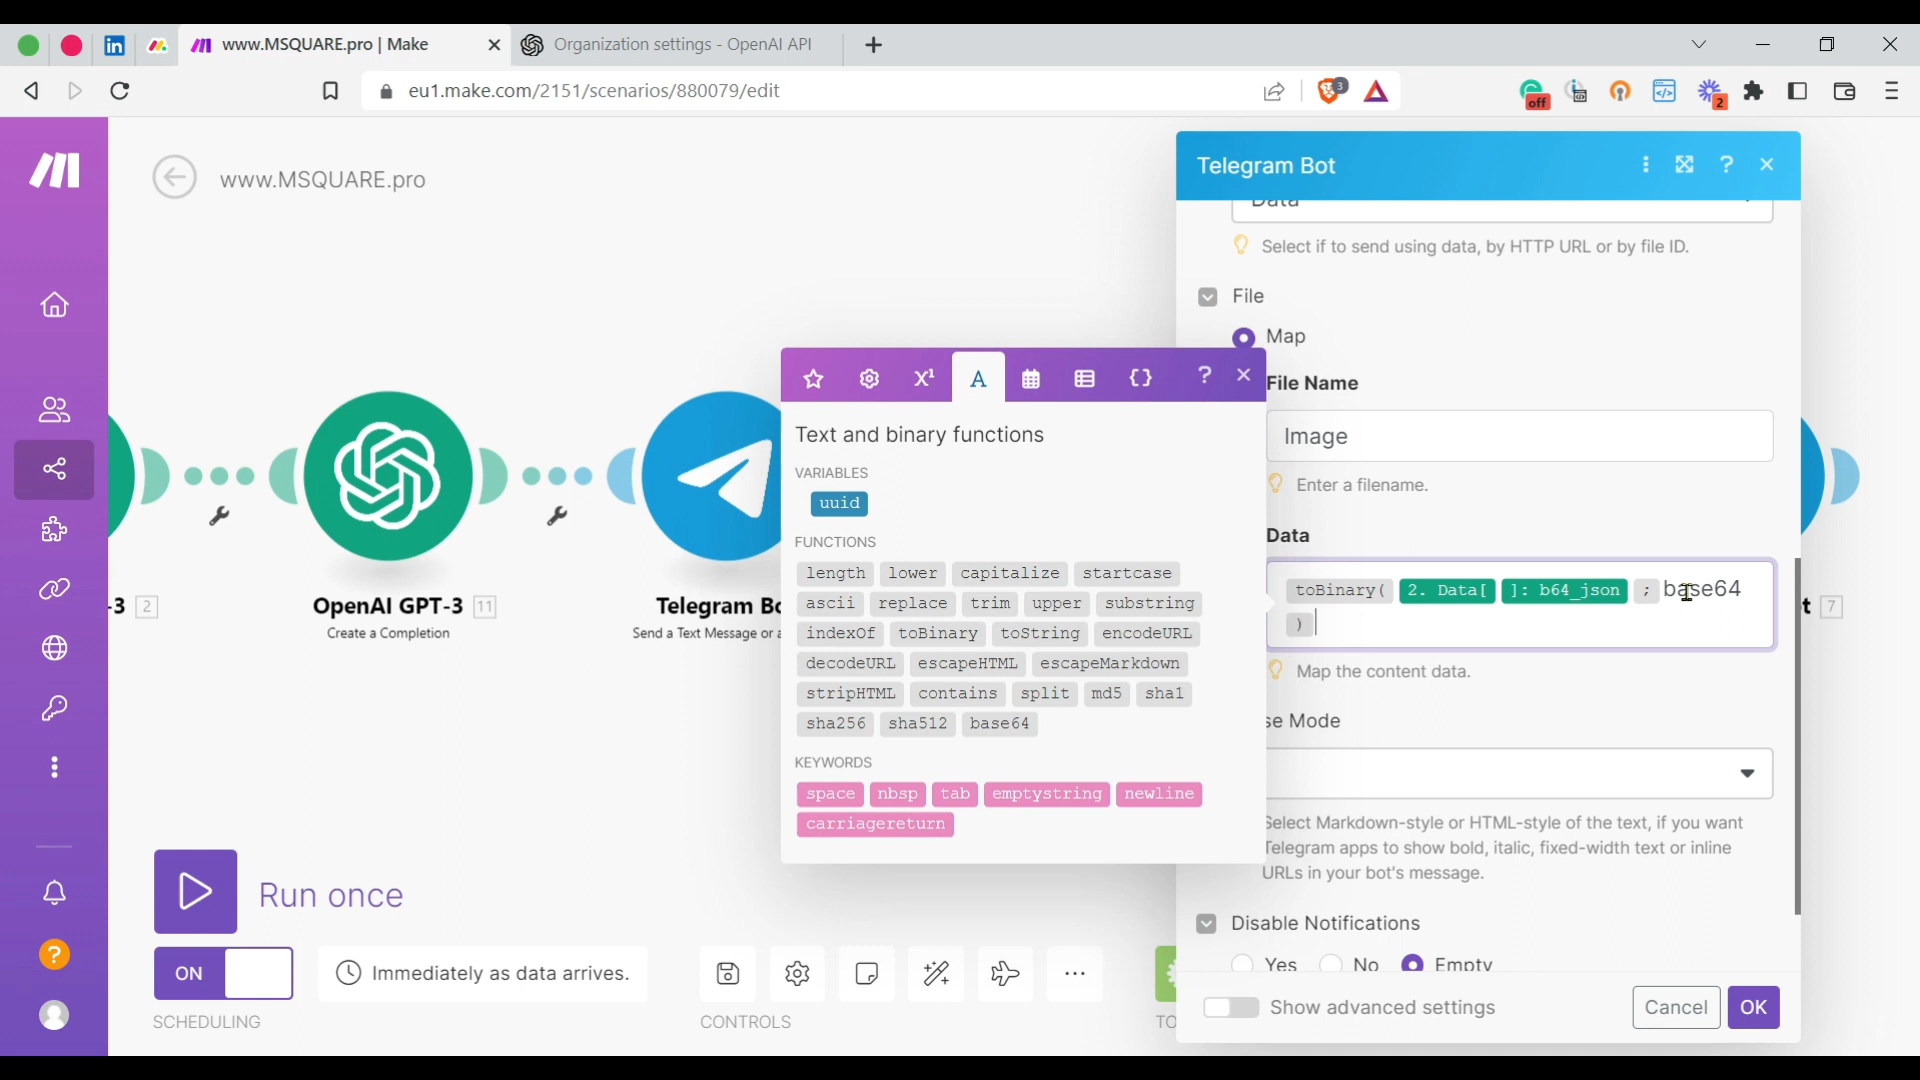 www.MSQUARE.pro | Make
Organization settings - OpenAI API
eu1.make.com/2151/scenarios/880079/edit
3
off
2
www.MSQUARE.pro
Telegram Bot
?
Data
Select if to send using data, by HTTP URL or by file ID.
File
Map
File Name
Image
Enter a filename.
Data
toBinary( 2. Data[ ]: b64_json ; base64
)
Map the content data.
se Mode
Select Markdown-style or HTML-style of the text, if you want
Telegram apps to show bold, italic, fixed-width text or inline
URLs in your bot's message.
Disable Notifications
Yes No Empty
Show advanced settings
Cancel OK
X¹ A { } ?
Text and binary functions
VARIABLES
uuid
FUNCTIONS
length lower capitalize startcase
ascii replace trim upper substring
indexOf toBinary toString encodeURL
decodeURL escapeHTML escapeMarkdown
stripHTML contains split md5 sha1
sha256 sha512 base64
KEYWORDS
space nbsp tab emptystring newline
carriagereturn
-3 2
OpenAI GPT-3 11
Create a Completion
Telegram Bo
Send a Text Message or a
t 7
Run once
ON
Immediately as data arrives.
SCHEDULING
CONTROLS
TO
in
?